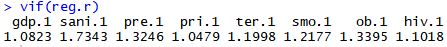 > vif(reg.r)
gdp.1 sani.1 pre.1 pri.1 ter.1 smo.1 ob.1 hiv.1
1.0823 1.7343 1.3246 1.0479 1.1998 1.2177 1.3395 1.1018